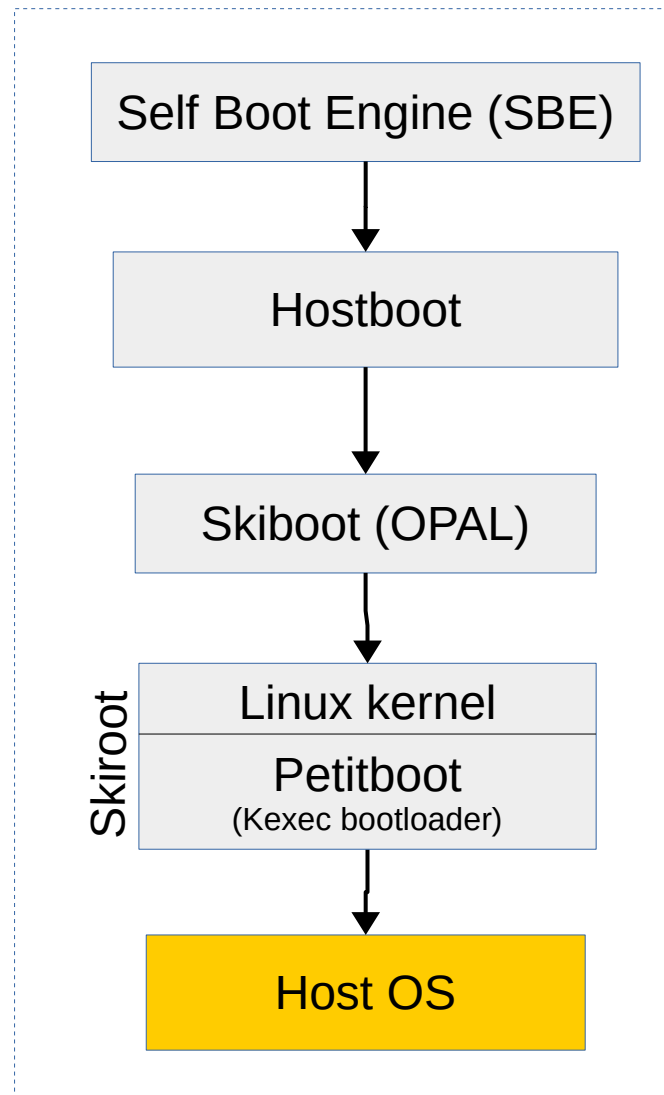 Self Boot Engine (SBE)
Hostboot
Skiboot (OPAL)
Skiroot
Linux kernel
Petitboot
(Kexec bootloader)
Host OS